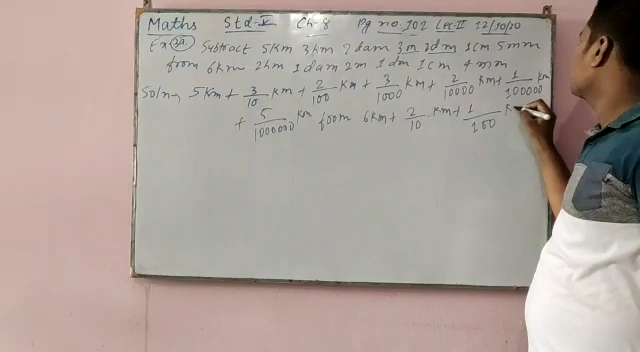 Maths Std-V Ch-8 Pg no. 102 Lec-II 12/10/20
Ex 2a. Subtract 5km 3hm 2dam 3m 2dm 1cm 5mm
from 6km 2hm 1dam 2m 1dm 1cm 4mm
Soln, 5km + 3/10 km + 2/100 km + 3/1000 km + 2/10000 km + 1/100000 km
+ 5/1000000 km from 6km + 2/10 km + 1/100 k